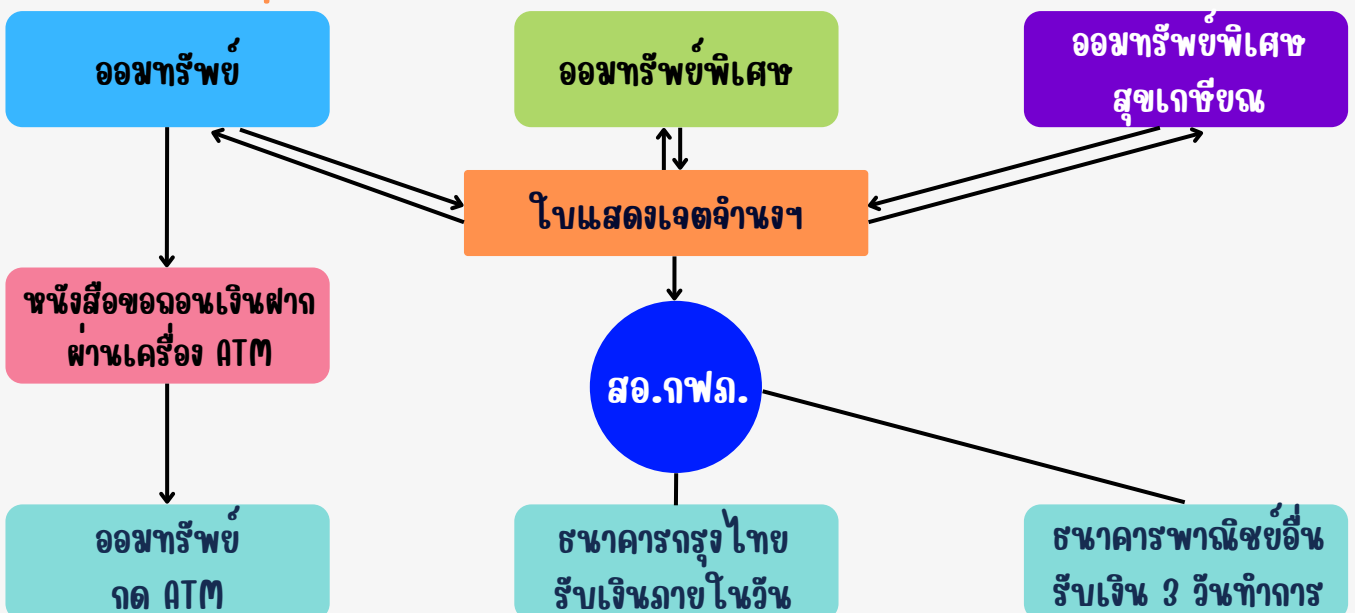 ออมทรัพย์
ออมทรัพย์พิเศษ
ออมทรัพย์พิเศษ
สุขเกษียณ
ใบแสดงเจตจำนงฯ
หนังสือขอถอนเงินฝาก
ผ่านเครื่อง ATM
สอ.กฟภ.
ออมทรัพย์
กด ATM
ธนาคารกรุงไทย
รับเงินภายในวัน
ธนาคารพาณิชย์อื่น
รับเงิน 3 วันทำการ